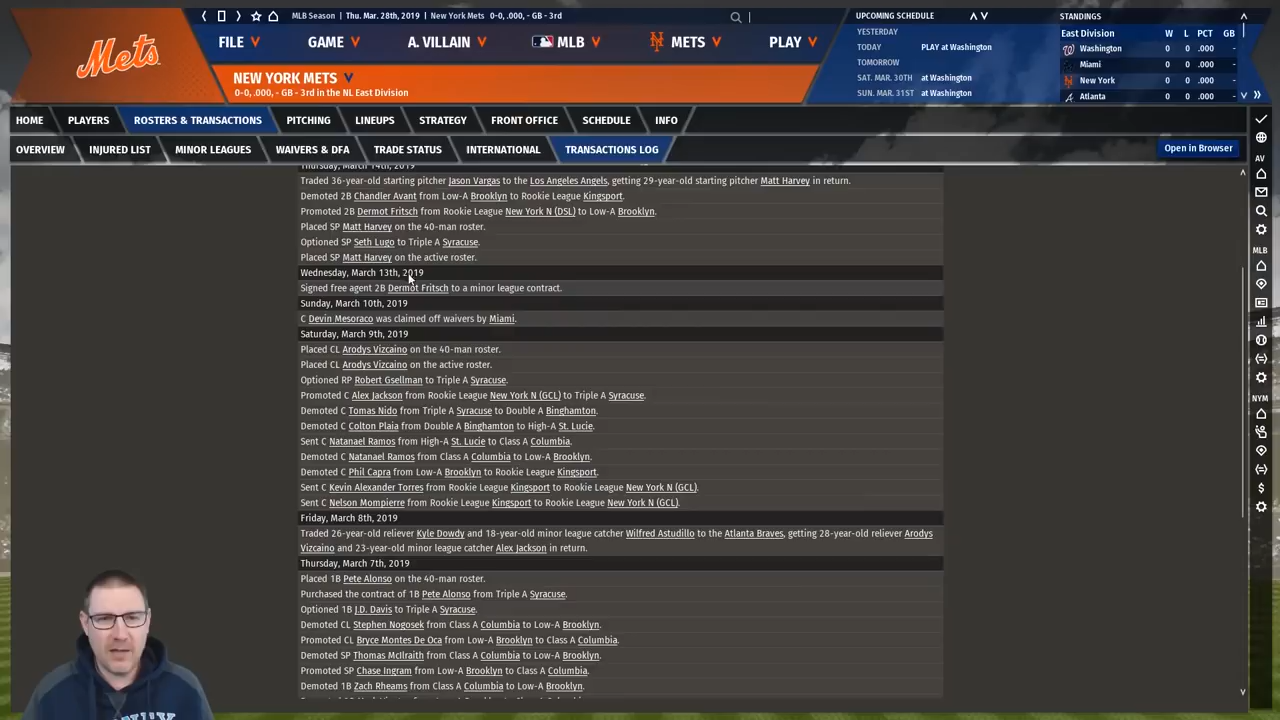 MLB Season | Thu. Mar. 28th, 2019 | New York Mets 0-0, .000, - GB - 3rd
Mets
FILE GAME A. VILLAIN MLB METS PLAY
NEW YORK METS
0-0, .000, - GB - 3rd in the NL East Division
UPCOMING SCHEDULE
YESTERDAY
TODAY PLAY at Washington
TOMORROW
SAT. MAR. 30TH at Washington
SUN. MAR. 31ST at Washington
STANDINGS
East Division W L PCT GB
Washington 0 0 .000 -
Miami 0 0 .000 -
New York 0 0 .000 -
Atlanta 0 0 .000 -
HOME PLAYERS ROSTERS & TRANSACTIONS PITCHING LINEUPS STRATEGY FRONT OFFICE SCHEDULE INFO
OVERVIEW INJURED LIST MINOR LEAGUES WAIVERS & DFA TRADE STATUS INTERNATIONAL TRANSACTIONS LOG Open in Browser
Thursday, March 14th, 2019
Traded 36-year-old starting pitcher Jason Vargas to the Los Angeles Angels, getting 29-year-old starting pitcher Matt Harvey in return.
Demoted 2B Chandler Avant from Low-A Brooklyn to Rookie League Kingsport.
Promoted 2B Dermot Fritsch from Rookie League New York N (DSL) to Low-A Brooklyn.
Placed SP Matt Harvey on the 40-man roster.
Optioned SP Seth Lugo to Triple A Syracuse.
Placed SP Matt Harvey on the active roster.
Wednesday, March 13th, 2019
Signed free agent 2B Dermot Fritsch to a minor league contract.
Sunday, March 10th, 2019
C Devin Mesoraco was claimed off waivers by Miami.
Saturday, March 9th, 2019
Placed CL Arodys Vizcaino on the 40-man roster.
Placed CL Arodys Vizcaino on the active roster.
Optioned RP Robert Gsellman to Triple A Syracuse.
Promoted C Alex Jackson from Rookie League New York N (GCL) to Triple A Syracuse.
Demoted C Tomas Nido from Triple A Syracuse to Double A Binghamton.
Demoted C Colton Plaia from Double A Binghamton to High-A St. Lucie.
Sent C Natanael Ramos from High-A St. Lucie to Class A Columbia.
Demoted C Natanael Ramos from Class A Columbia to Low-A Brooklyn.
Demoted C Phil Capra from Low-A Brooklyn to Rookie League Kingsport.
Sent C Kevin Alexander Torres from Rookie League Kingsport to Rookie League New York N (GCL).
Sent C Nelson Mompierre from Rookie League Kingsport to Rookie League New York N (GCL).
Friday, March 8th, 2019
Traded 26-year-old reliever Kyle Dowdy and 18-year-old minor league catcher Wilfred Astudillo to the Atlanta Braves, getting 28-year-old reliever Arodys
Vizcaino and 23-year-old minor league catcher Alex Jackson in return.
Thursday, March 7th, 2019
Placed 1B Pete Alonso on the 40-man roster.
Purchased the contract of 1B Pete Alonso from Triple A Syracuse.
Optioned 1B J.D. Davis to Triple A Syracuse.
Demoted CL Stephen Nogosek from Class A Columbia to Low-A Brooklyn.
Promoted CL Bryce Montes De Oca from Low-A Brooklyn to Class A Columbia.
Demoted SP Thomas McIlraith from Class A Columbia to Low-A Brooklyn.
Promoted SP Chase Ingram from Low-A Brooklyn to Class A Columbia.
Demoted 1B Zach Rheams from Class A Columbia to Low-A Brooklyn.
AV
MLB
NYM